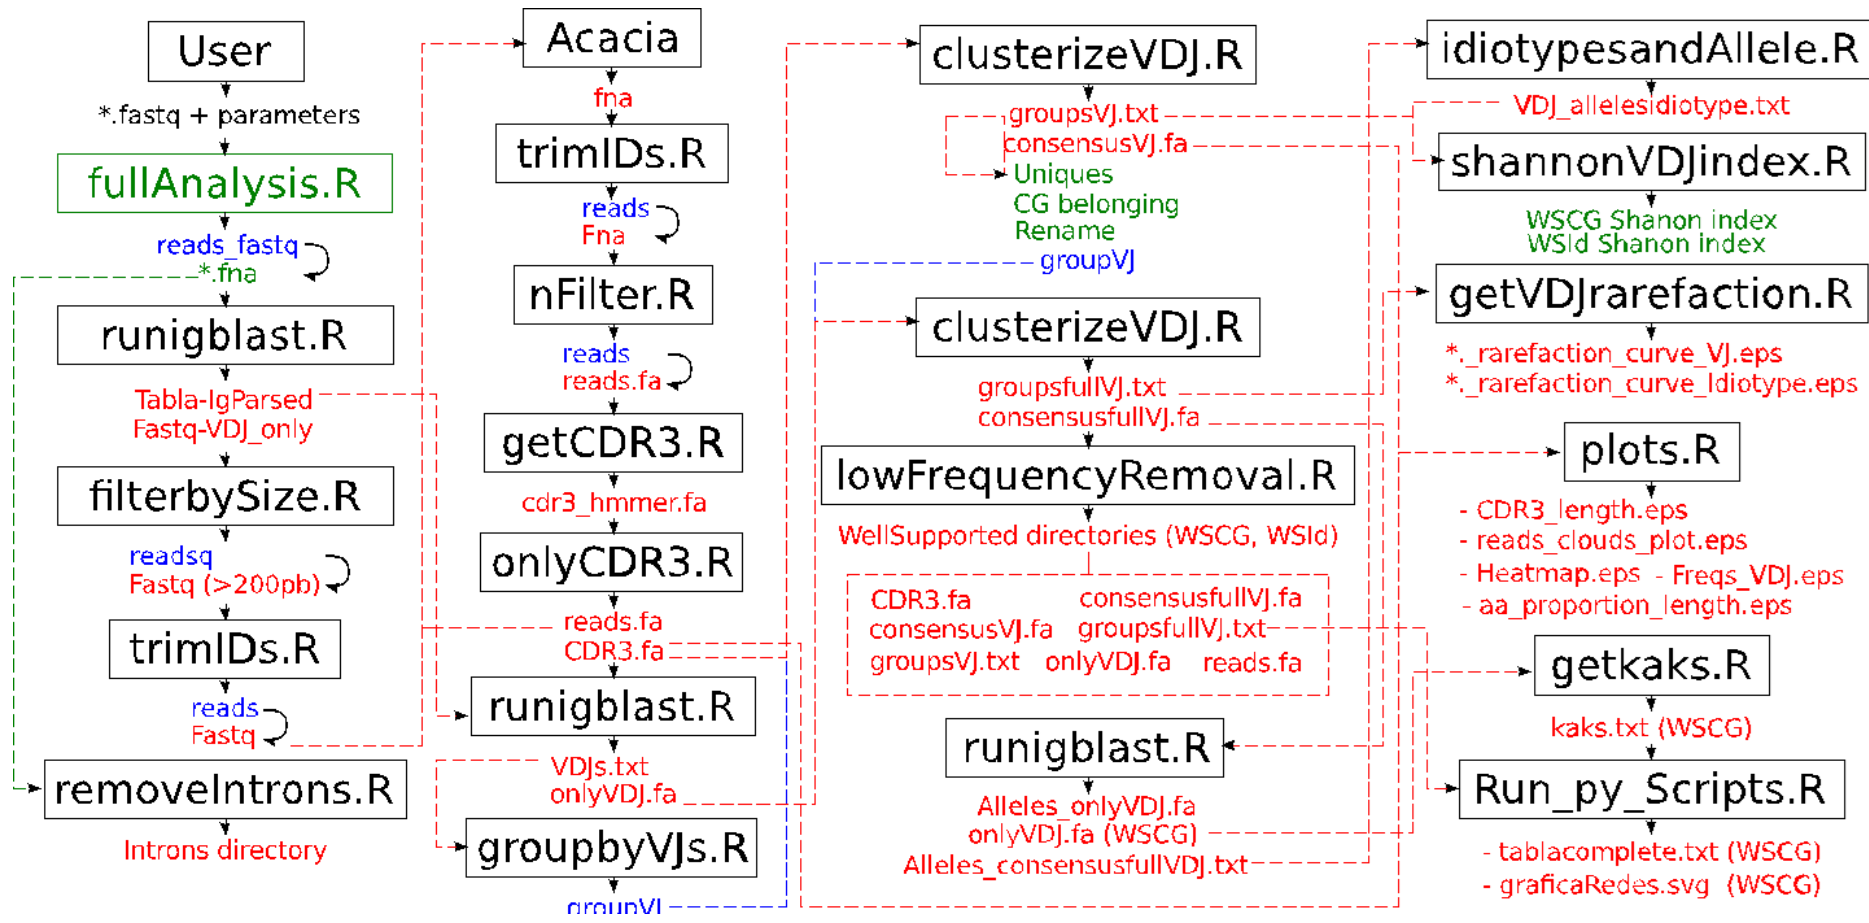 User
*.fastq + parameters
fullAnalysis.R
reads_fastq
*.fna
runigblast.R
Tabla-IgParsed
Fastq-VDJ_only
filterbySize.R
readsq
Fastq (>200pb)
trimIDs.R
reads
Fastq
removeIntrons.R
Introns directory
Acacia
fna
trimIDs.R
reads
Fna
nFilter.R
reads
reads.fa
getCDR3.R
cdr3_hmmer.fa
onlyCDR3.R
reads.fa
CDR3.fa
runigblast.R
VDJs.txt
onlyVDJ.fa
groupbyVJs.R
groupVJ
clusterizeVDJ.R
groupsVJ.txt
consensusVJ.fa
Uniques
CG belonging
Rename
groupVJ
clusterizeVDJ.R
groupsfullVJ.txt
consensusfullVJ.fa
lowFrequencyRemoval.R
WellSupported directories (WSCG, WSId)
CDR3.fa consensusfullVJ.fa
consensusVJ.fa groupsfullVJ.txt
groupsVJ.txt onlyVDJ.fa reads.fa
runigblast.R
Alleles_onlyVDJ.fa
onlyVDJ.fa (WSCG)
Alleles_consensusfullVDJ.txt
idiotypesandAllele.R
VDJ_allelesidiotype.txt
shannonVDJindex.R
WSCG Shanon index
WSId Shanon index
getVDJrarefaction.R
*._rarefaction_curve_VJ.eps
*._rarefaction_curve_Idiotype.eps
plots.R
- CDR3_length.eps
- reads_clouds_plot.eps
- Heatmap.eps - Freqs_VDJ.eps
- aa_proportion_length.eps
getkaks.R
kaks.txt (WSCG)
Run_py_Scripts.R
- tablacomplete.txt (WSCG)
- graficaRedes.svg (WSCG)